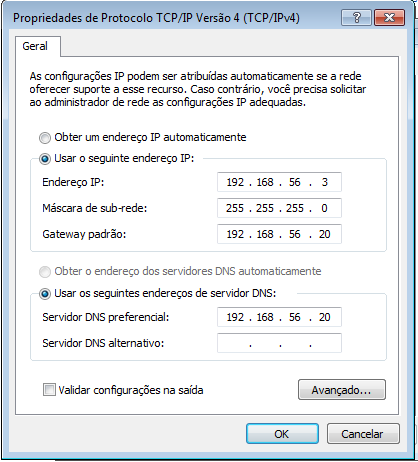 Propriedades de Protocolo TCP/IP Versão 4 (TCP/IPv4)
Geral
As configurações IP podem ser atribuídas automaticamente se a rede
oferecer suporte a esse recurso. Caso contrário, você precisa solicitar
ao administrador de rede as configurações IP adequadas.
Obter um endereço IP automaticamente
Usar o seguinte endereço IP:
Endereço IP: 192 . 168 . 56 . 3
Máscara de sub-rede: 255 . 255 . 255 . 0
Gateway padrão: 192 . 168 . 56 . 20
Obter o endereço dos servidores DNS automaticamente
Usar os seguintes endereços de servidor DNS:
Servidor DNS preferencial: 192 . 168 . 56 . 20
Servidor DNS alternativo: . . .
Validar configurações na saída
Avançado...
OK Cancelar